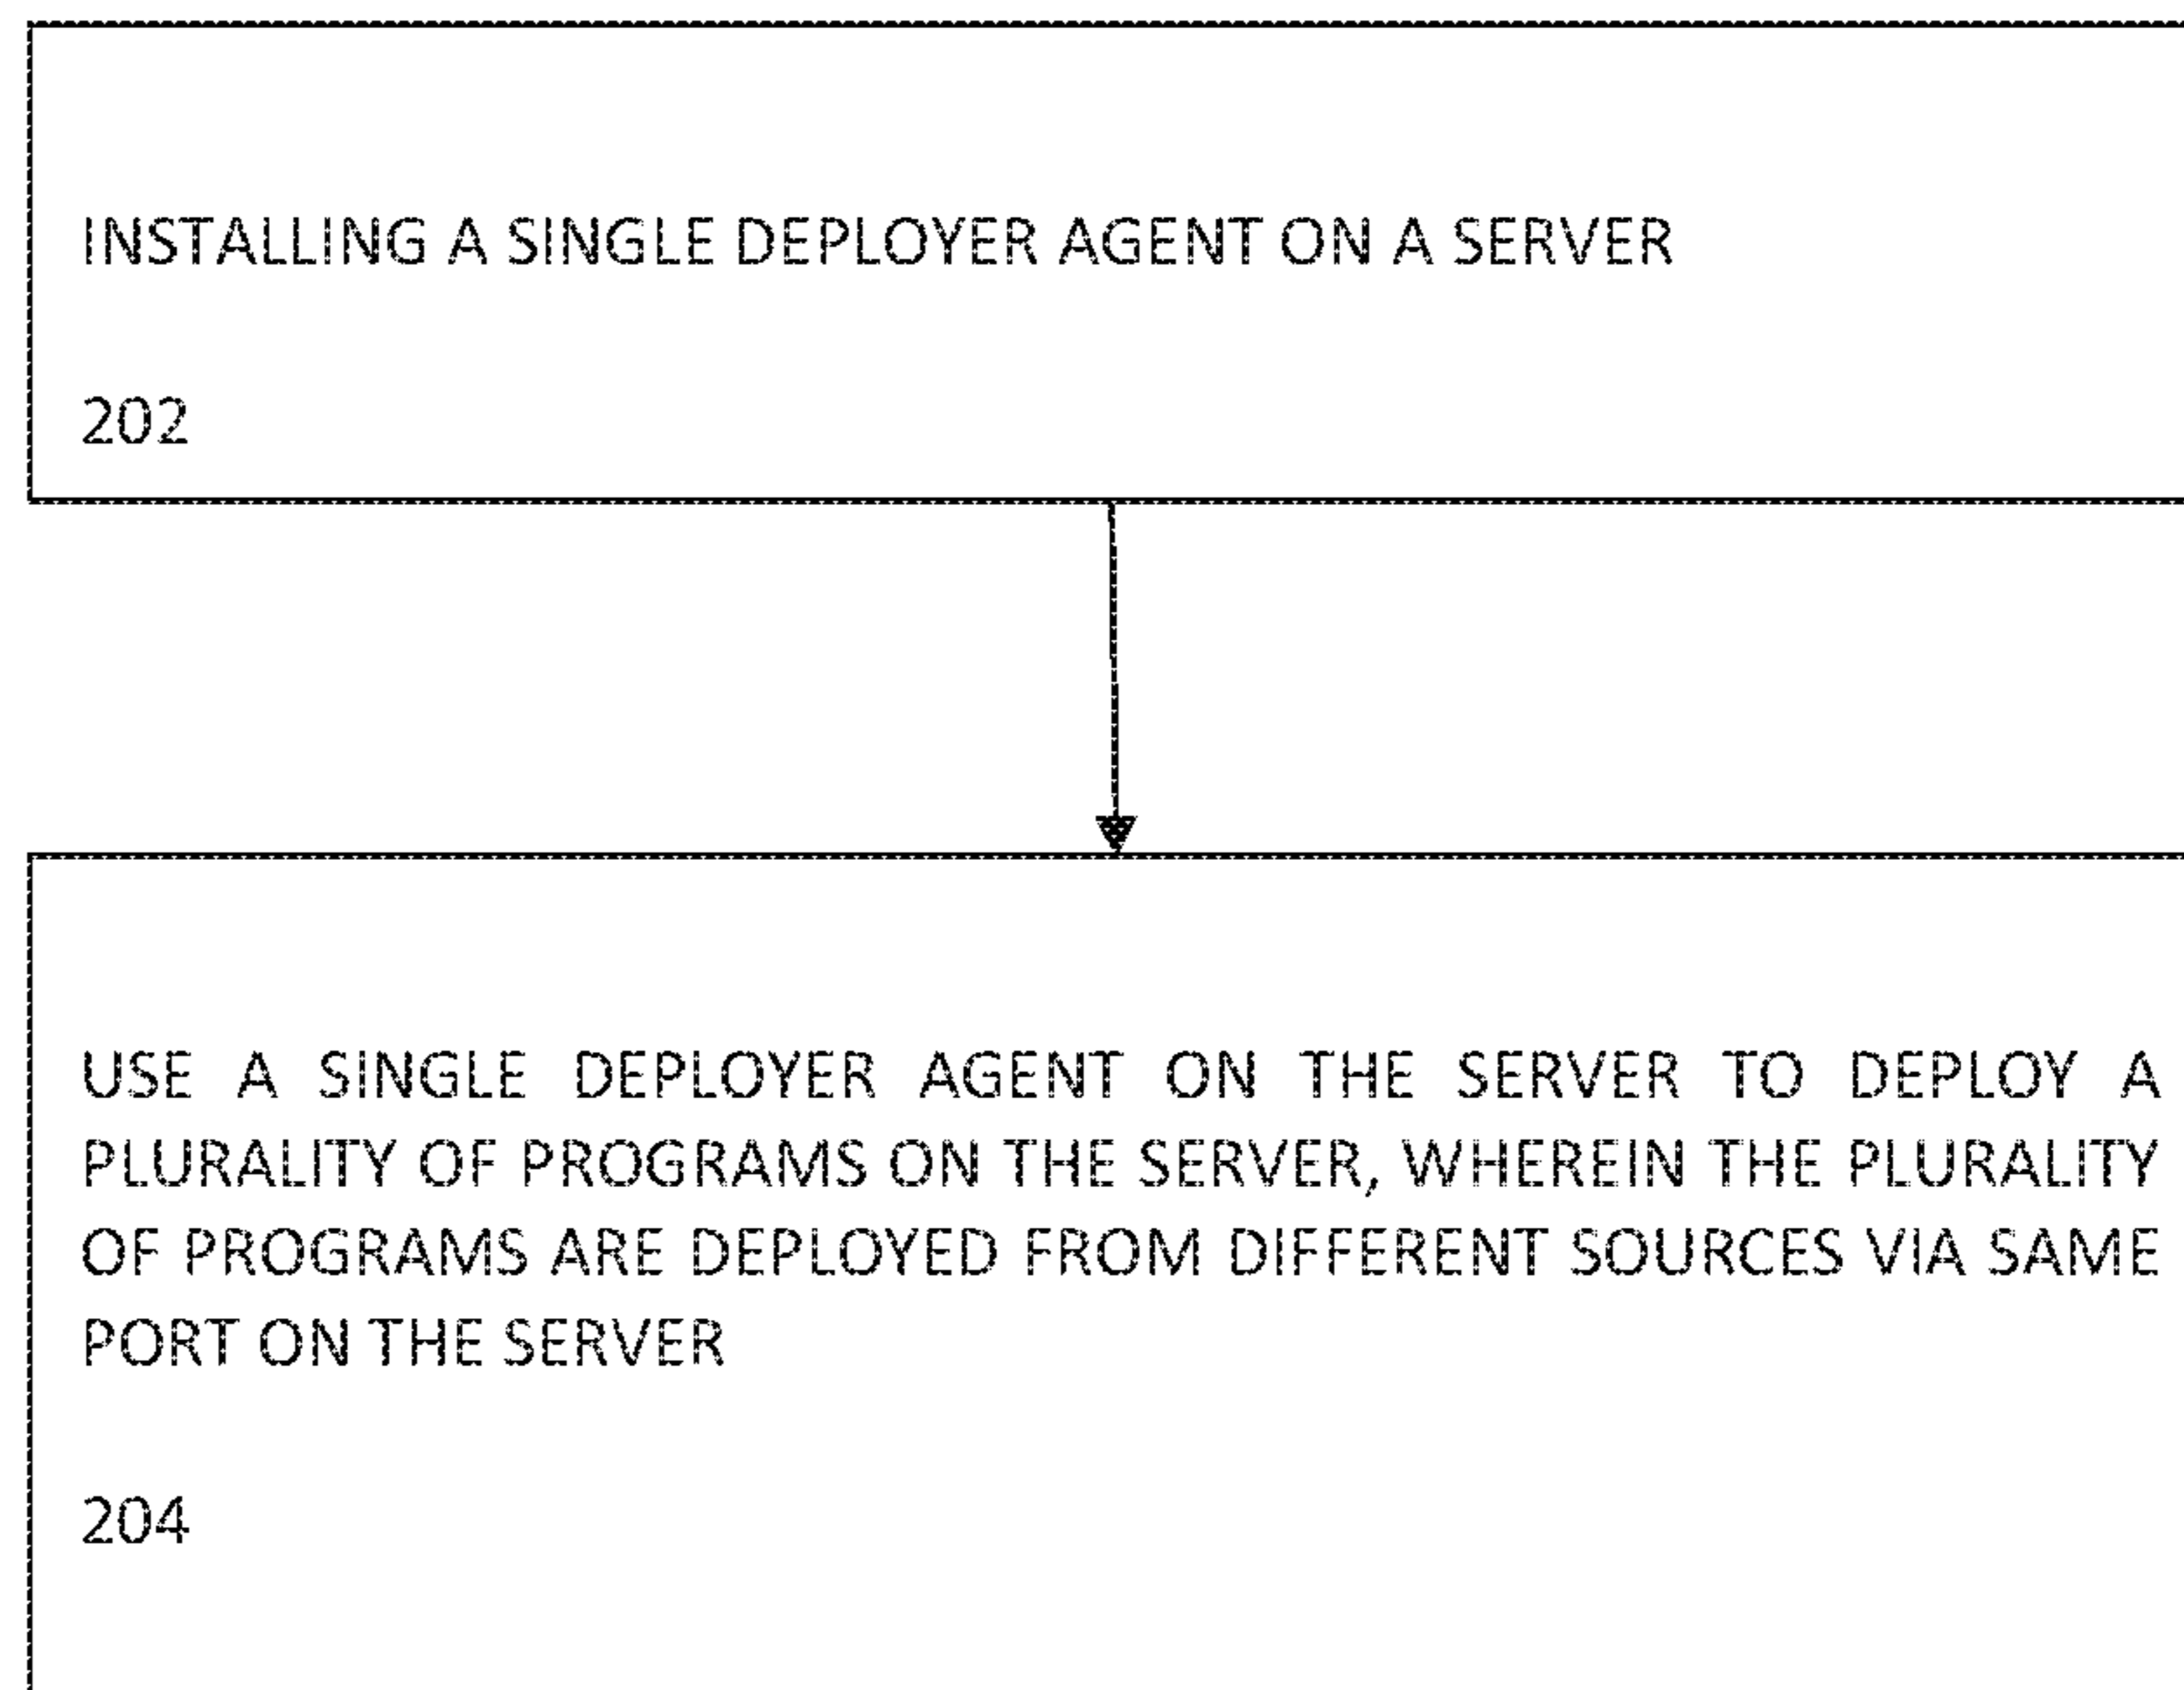 INSTALLING A SINGLE DEPLOYER AGENT ON A SERVER
202
USE A SINGLE DEPLOYER AGENT ON THE SERVER TO DEPLOY A
PLURALITY OF PROGRAMS ON THE SERVER, WHEREIN THE PLURALITY
OF PROGRAMS ARE DEPLOYED FROM DIFFERENT SOURCES VIA SAME
PORT ON THE SERVER
204